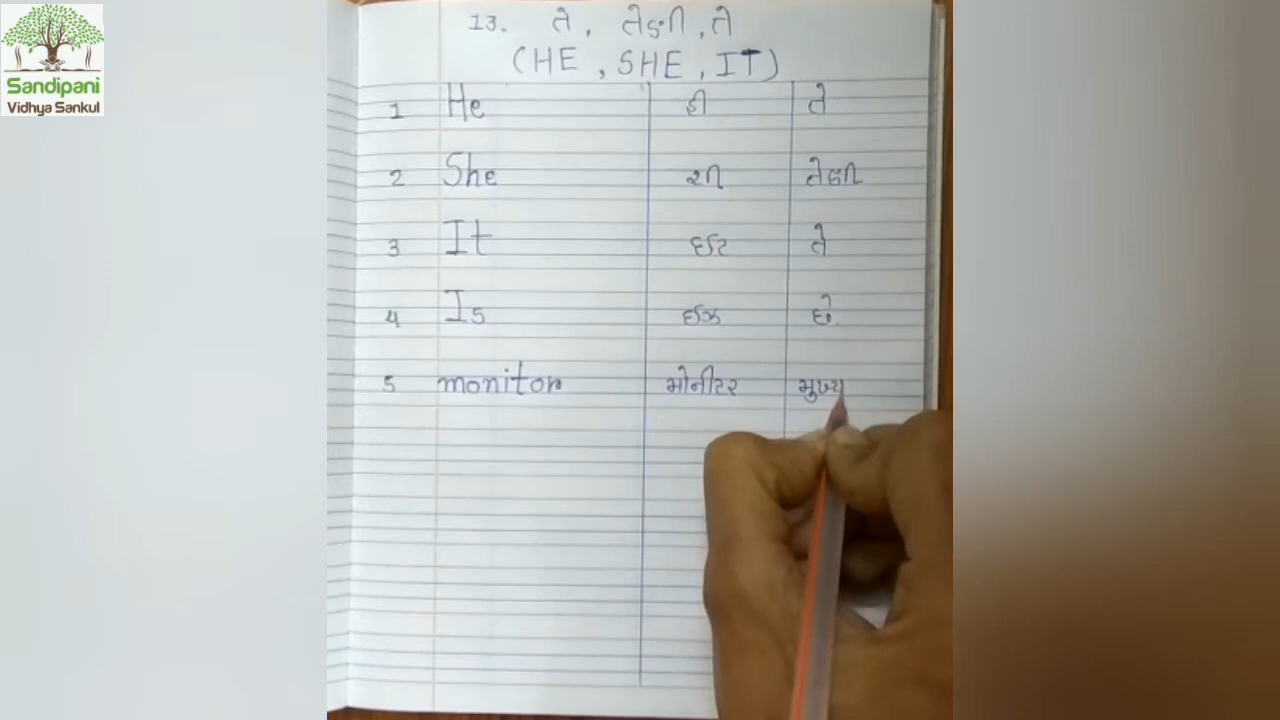 Sandipani
Vidhya Sankul
13. તે, તેણી, તે
(HE, SHE, IT)
1 He હી તે
2 She શી તેણી
3 It ઈટ તે
4 Is ઈઝ છે.
5 monitor મોનીટર મુખ્ય